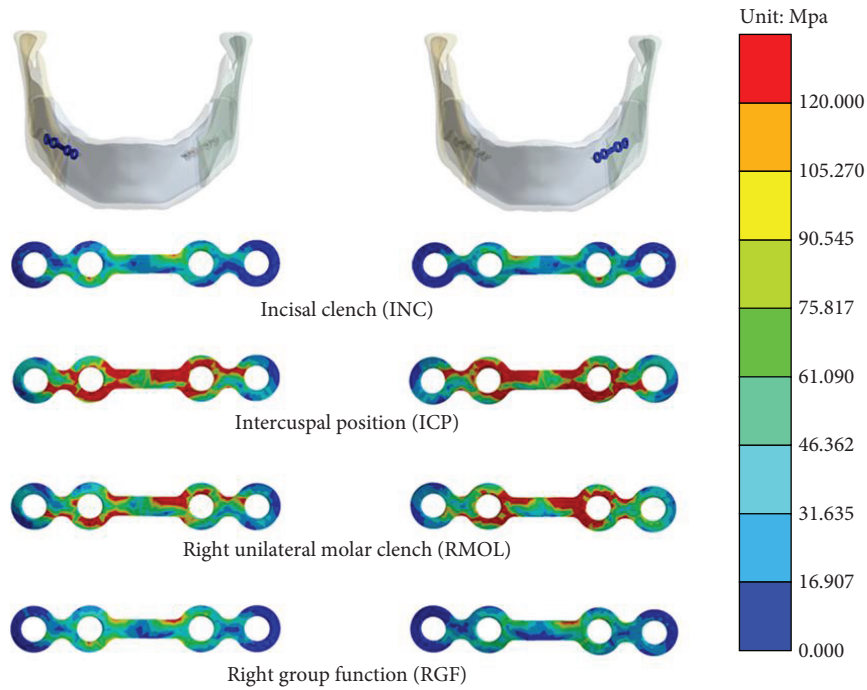 Unit: Mpa
120.000
105.270
90.545
75.817
61.090
46.362
31.635
16.907
0.000
Incisal clench (INC)
Intercuspal position (ICP)
Right unilateral molar clench (RMOL)
Right group function (RGF)